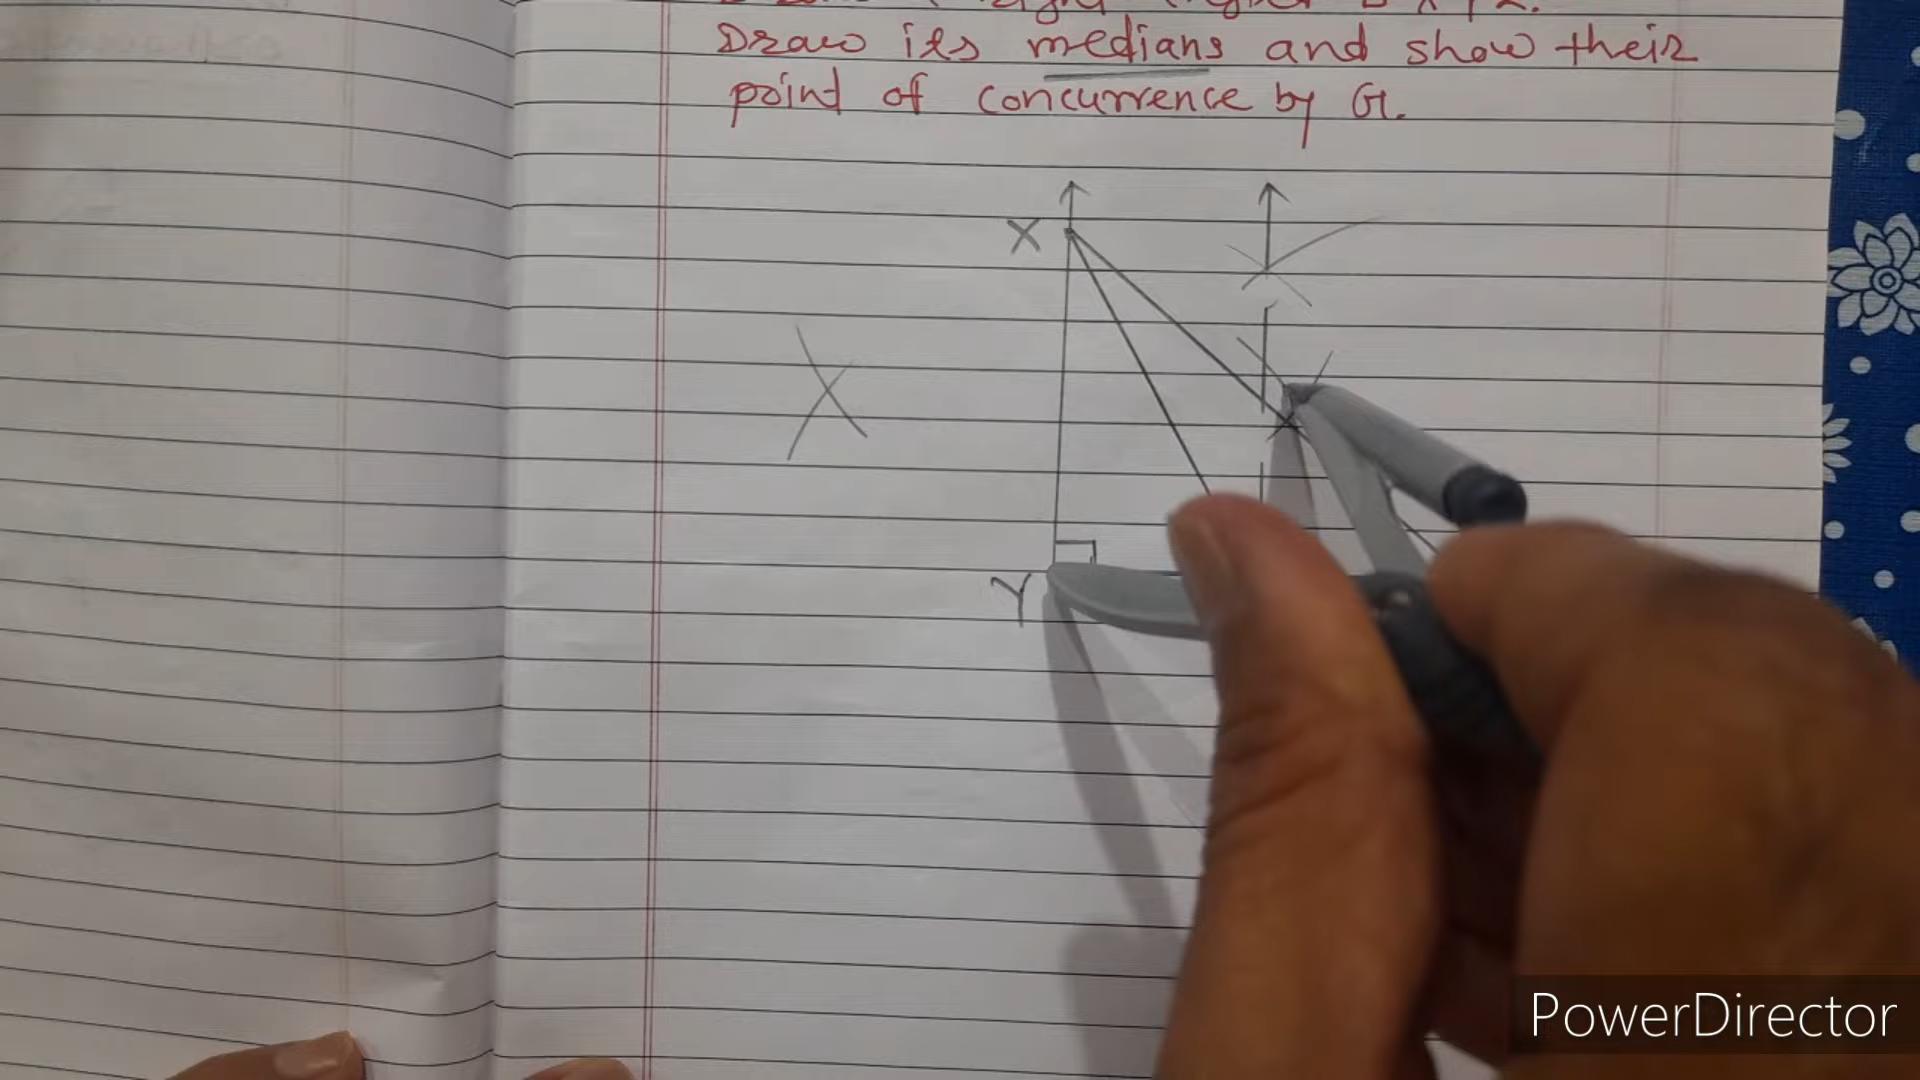 Draw its medians and show their
point of concurrence by G.
X
Y
PowerDirector